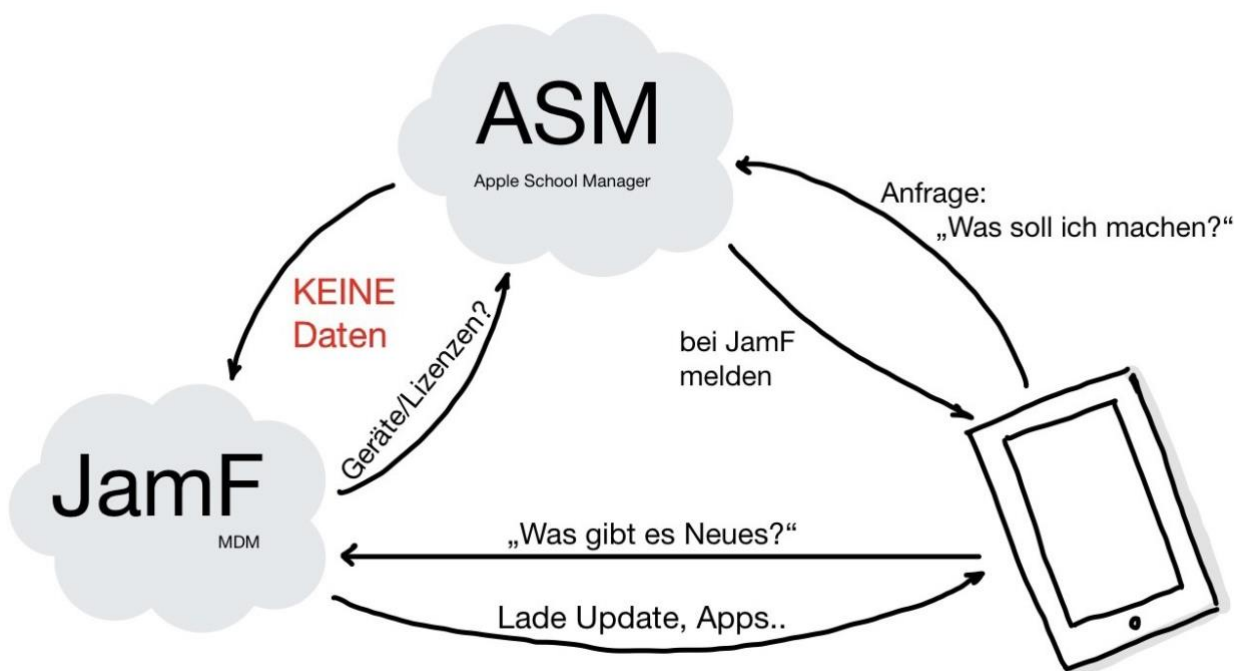 ASM
Apple School Manager
Anfrage:
„Was soll ich machen?“
KEINE
Daten
Geräte/Lizenzen?
bei JamF
melden
JamF
MDM
„Was gibt es Neues?“
Lade Update, Apps..